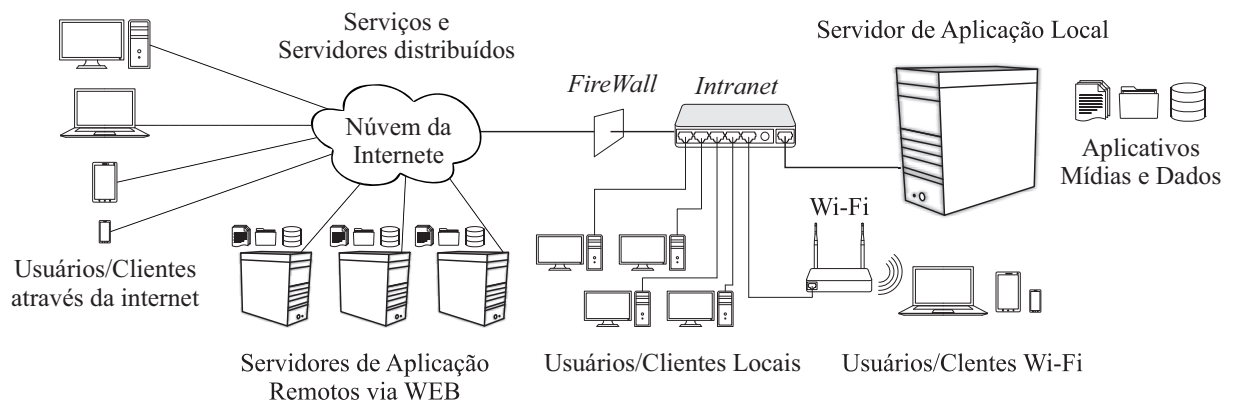 Serviços e
Servidores distribuídos
Servidor de Aplicação Local
FireWall
Intranet
Núvem da
Internete
Aplicativos
Mídias e Dados
Wi-Fi
Usuários/Clientes
através da internet
Servidores de Aplicação
Remotos via WEB
Usuários/Clientes Locais
Usuários/Clentes Wi-Fi